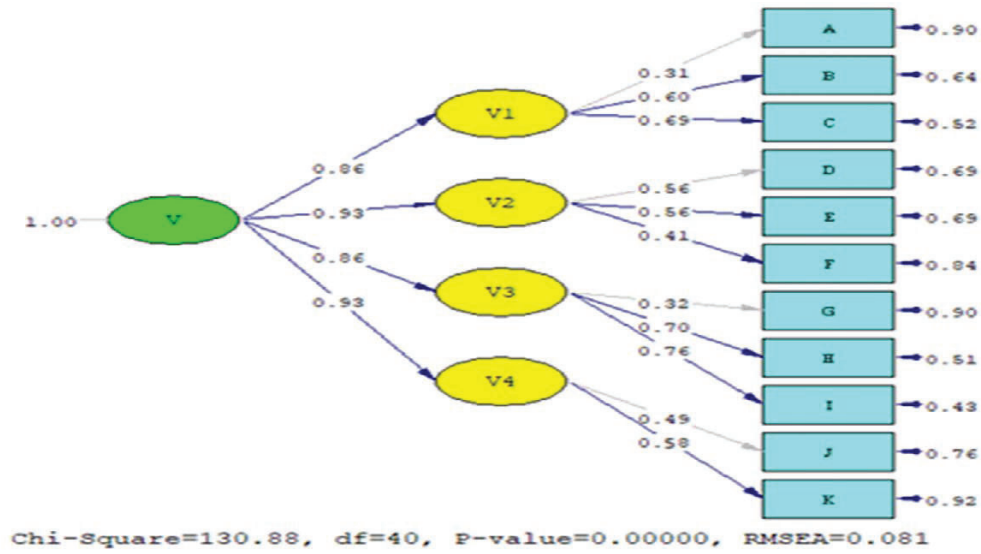 A
0.90
0.31
B
0.64
0.60
V1
0.69
C
0.52
0.86
D
0.69
0.56
V2
0.56
E
0.69
0.93
1.00
V
0.41
F
0.84
0.86
V3
0.32
G
0.90
0.93
0.70
H
0.51
0.76
V4
I
0.43
0.49
J
0.76
0.58
K
0.92
Chi-Square=130.88, df=40, P-value=0.00000, RMSEA=0.081